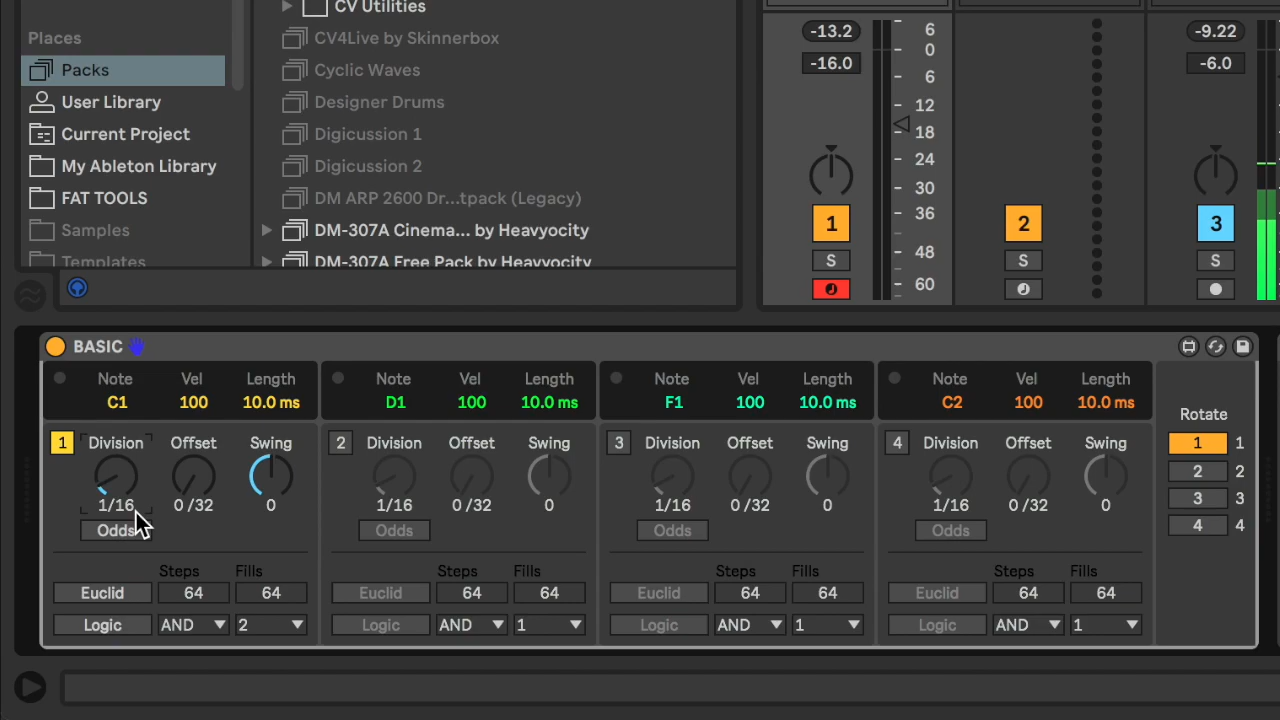 CV Utilities
Places
CV4Live by Skinnerbox
Packs
Cyclic Waves
User Library
Designer Drums
Current Project
Digicussion 1
My Ableton Library
Digicussion 2
FAT TOOLS
DM ARP 2600 Dr...tpack (Legacy)
Samples
DM-307A Cinema... by Heavyocity
Templates
DM-307A Free Pack by Heavyocity
-13.2
-16.0
6
0
6
12
18
24
30
36
48
60
1
S
2
S
-9.22
-6.0
3
S
BASIC
Note Vel Length
C1 100 10.0 ms
Note Vel Length
D1 100 10.0 ms
Note Vel Length
F1 100 10.0 ms
Note Vel Length
C2 100 10.0 ms
1 Division Offset Swing
1/16 0 /32 0
Odds
Steps Fills
Euclid 64 64
Logic AND 2
2 Division Offset Swing
1/16 0 /32 0
Odds
Steps Fills
Euclid 64 64
Logic AND 1
3 Division Offset Swing
1/16 0 /32 0
Odds
Steps Fills
Euclid 64 64
Logic AND 1
4 Division Offset Swing
1/16 0 /32 0
Odds
Steps Fills
Euclid 64 64
Logic AND 1
Rotate
1 1
2 2
3 3
4 4